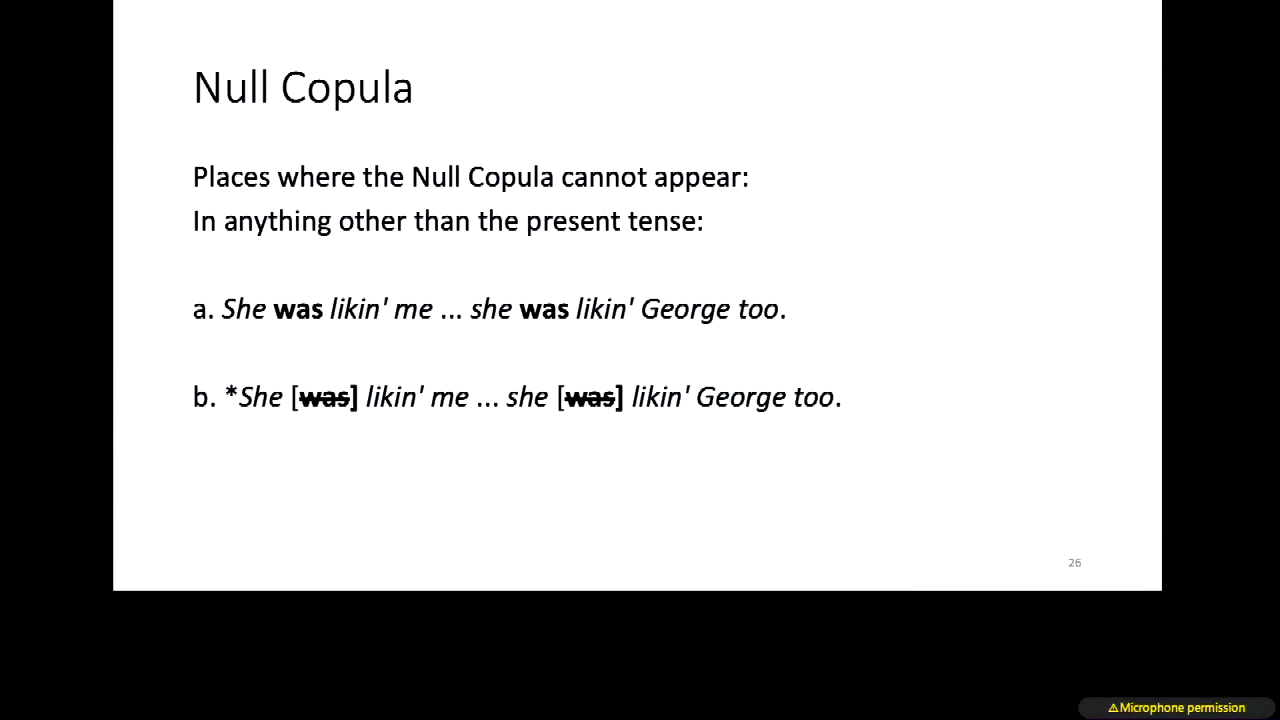 Null Copula
Places where the Null Copula cannot appear:
In anything other than the present tense:
a. She was likin' me ... she was likin' George too.
b. *She [was] likin' me ... she [was] likin' George too.
26
⚠Microphone permission